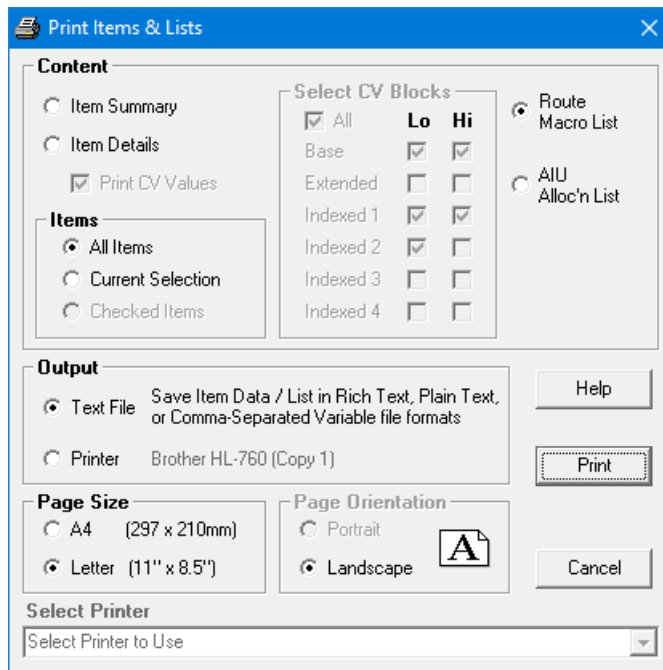 Print Items & Lists
Content
Item Summary
Item Details
Print CV Values
Items
All Items
Current Selection
Checked Items
Select CV Blocks
All Lo Hi
Base
Extended
Indexed 1
Indexed 2
Indexed 3
Indexed 4
Route
Macro List
AIU
Alloc'n List
Output
Text File Save Item Data / List in Rich Text, Plain Text,
or Comma-Separated Variable file formats
Printer Brother HL-760 (Copy 1)
Help
Print
Page Size
A4 (297 x 210mm)
Letter (11" x 8.5")
Page Orientation
Portrait
Landscape
A
Cancel
Select Printer
Select Printer to Use